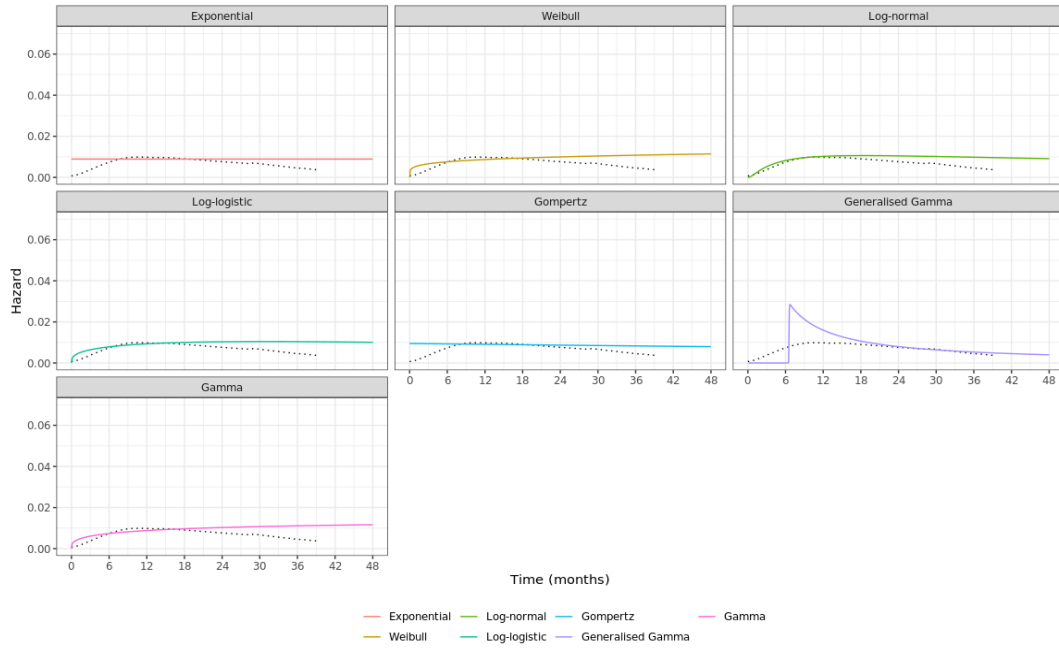 Exponential Weibull Log-normal
0.06
0.04
0.02
0.00
Log-logistic Gompertz Generalised Gamma
0.06
0.04
0.02
0.00
0 6 12 18 24 30 36 42 48 0 6 12 18 24 30 36 42 48
Gamma
0.06
0.04
0.02
0.00
0 6 12 18 24 30 36 42 48
Hazard
Time (months)
Exponential Log-normal Gompertz Gamma
Weibull Log-logistic Generalised Gamma